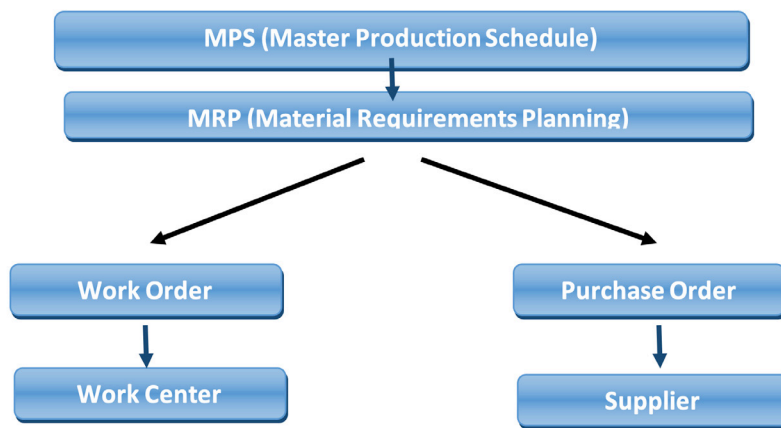 MPS (Master Production Schedule)
MRP (Material Requirements Planning)
Work Order
Purchase Order
Work Center
Supplier